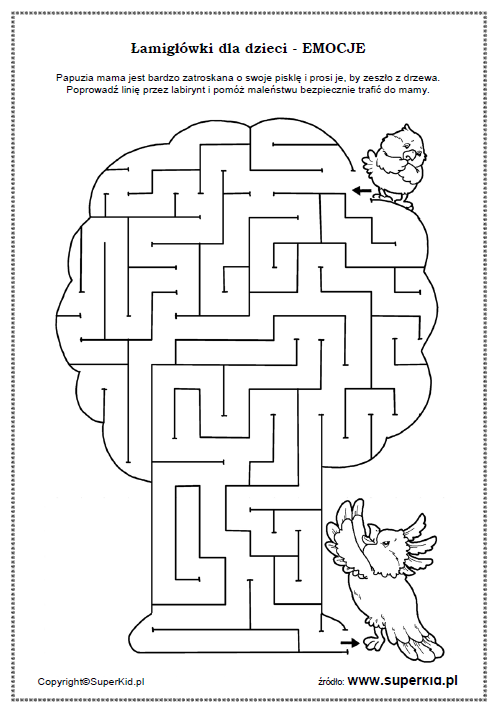 Łamigłówki dla dzieci - EMOCJE
Papuzia mama jest bardzo zatroskana o swoje pisklę i prosi je, by zeszło z drzewa.
Poprowadź linię przez labirynt i pomóż maleństwu bezpiecznie trafić do mamy.
Copyright©SuperKid.pl
źródło: www.superkid.pl